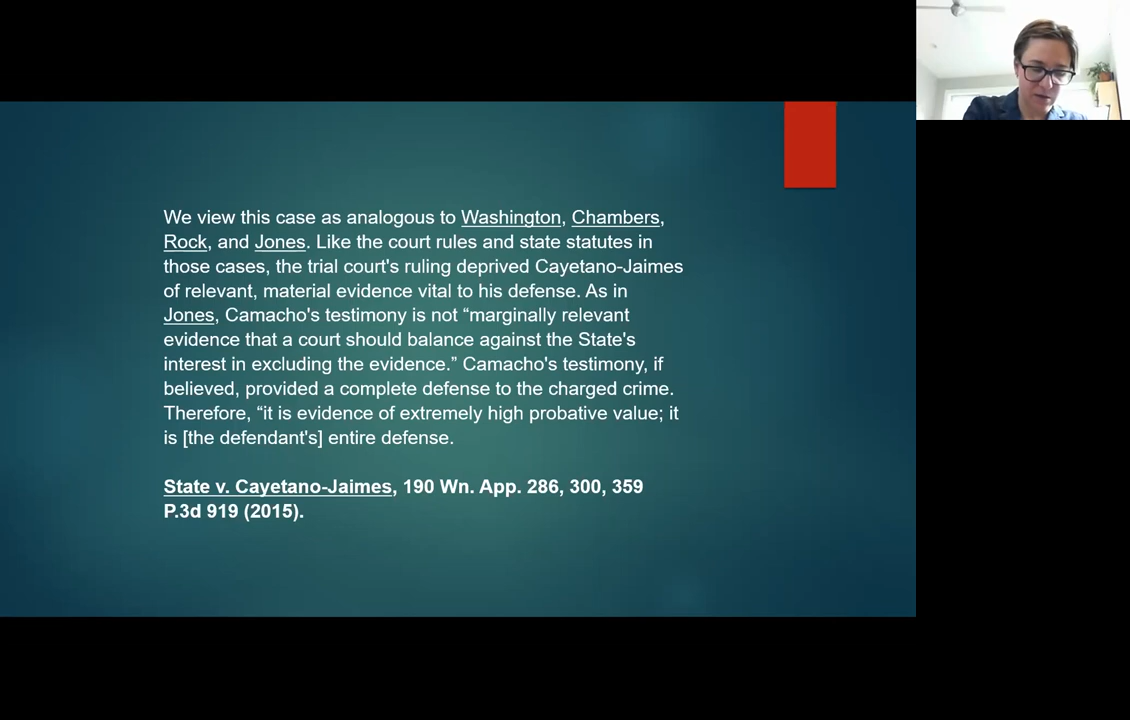 We view this case as analogous to Washington, Chambers,
Rock, and Jones. Like the court rules and state statutes in
those cases, the trial court's ruling deprived Cayetano-Jaimes
of relevant, material evidence vital to his defense. As in
Jones, Camacho's testimony is not “marginally relevant
evidence that a court should balance against the State's
interest in excluding the evidence.” Camacho's testimony, if
believed, provided a complete defense to the charged crime.
Therefore, “it is evidence of extremely high probative value; it
is [the defendant's] entire defense.
State v. Cayetano-Jaimes, 190 Wn. App. 286, 300, 359
P.3d 919 (2015).